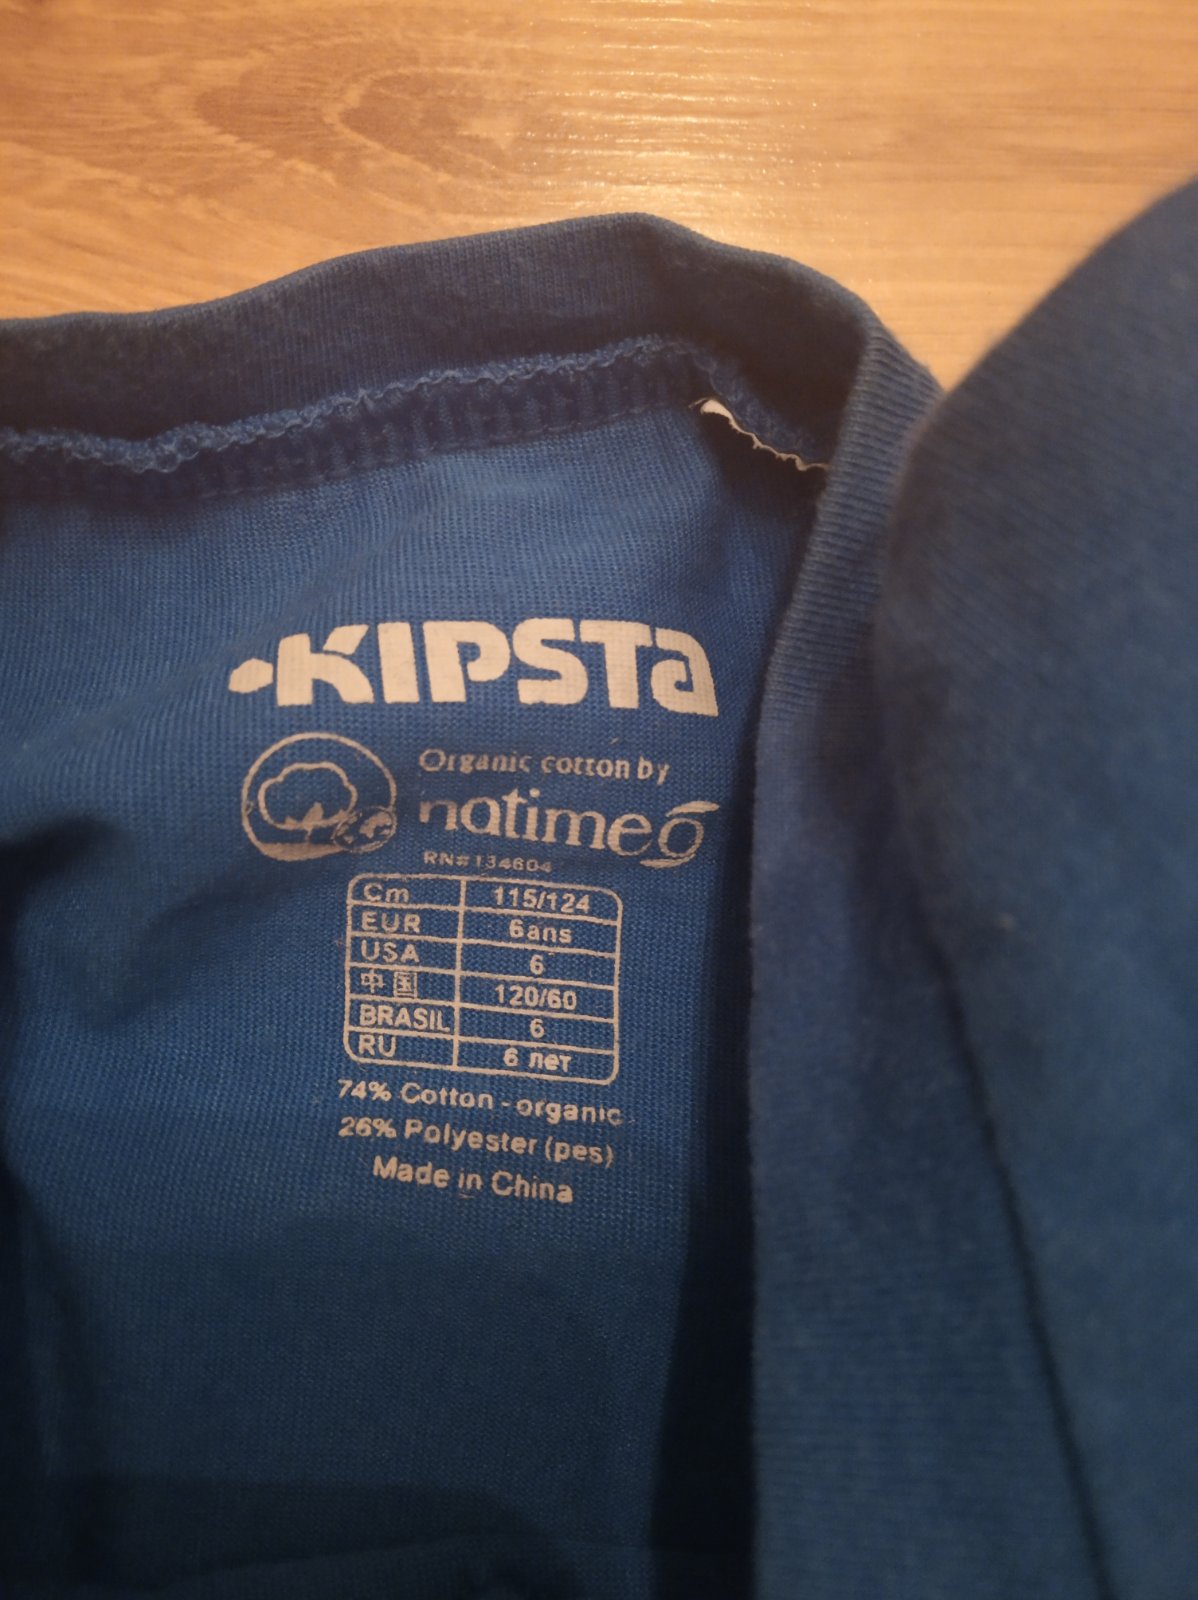 KIPSTA
Organic cotton by
natimeo
RN#134604
Cm 115/124
EUR 6ans
USA 6
中国 120/60
BRASIL 6
RU 6 лет
74% Cotton - organic
26% Polyester (pes)
Made in China